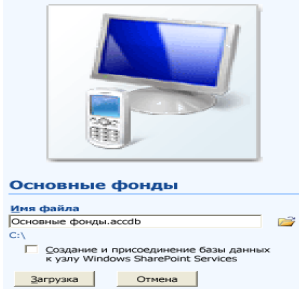 Основные фонды
Имя файла
Основные фонды.accdb
C:\
Создание и присоединение базы данных
к узлу Windows SharePoint Services
Загрузка
Отмена